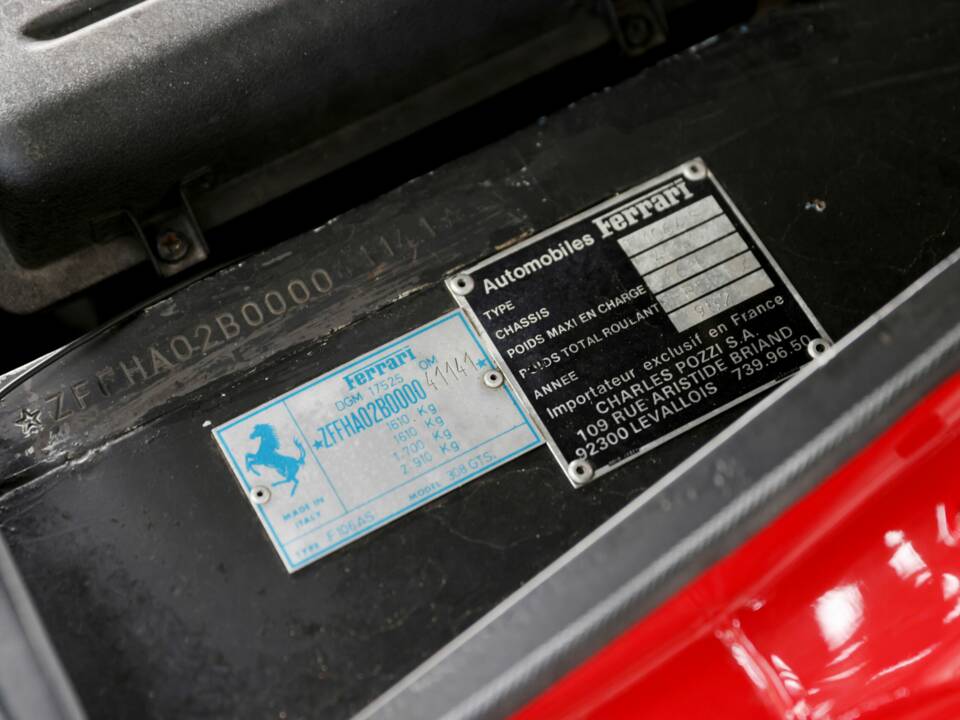 ☆ZFFHA02B0000 41141☆
Ferrari
DGM 17525 OM
★ZFFHA02B0000 41141★
1610 Kg
1610 Kg
1.700 Kg
2.910 Kg
MADE IN
ITALY
TYPE F106AS MODEL 308 GTS.
Automobiles Ferrari
TYPE
CHASSIS
POIDS MAXI EN CHARGE
POIDS TOTAL ROULANT
ANNEE
Importateur exclusif en France
CHARLES POZZI S.A.
109 RUE ARISTIDE BRIAND
92300 LEVALLOIS 739.96.50